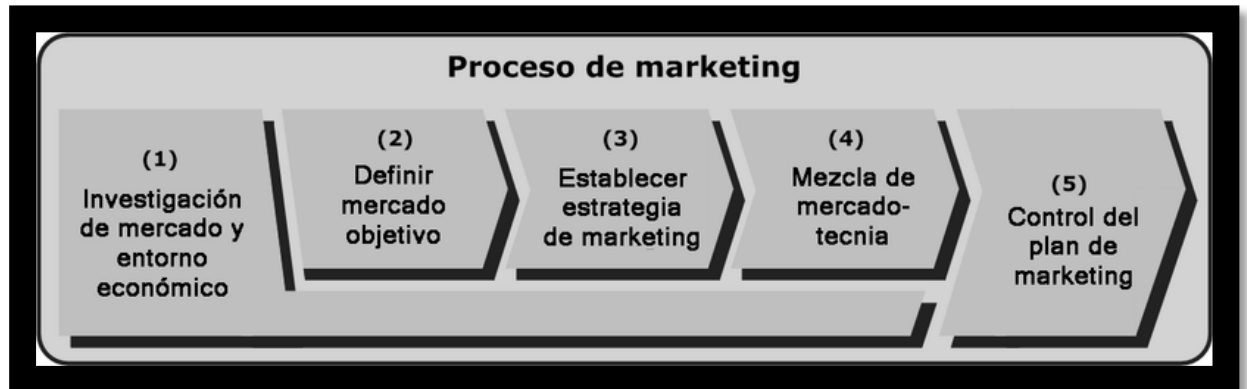 Proceso de marketing
(1)
Investigación
de mercado y
entorno
económico
(2)
Definir
mercado
objetivo
(3)
Establecer
estrategia
de marketing
(4)
Mezcla de
mercado-
tecnia
(5)
Control del
plan de
marketing